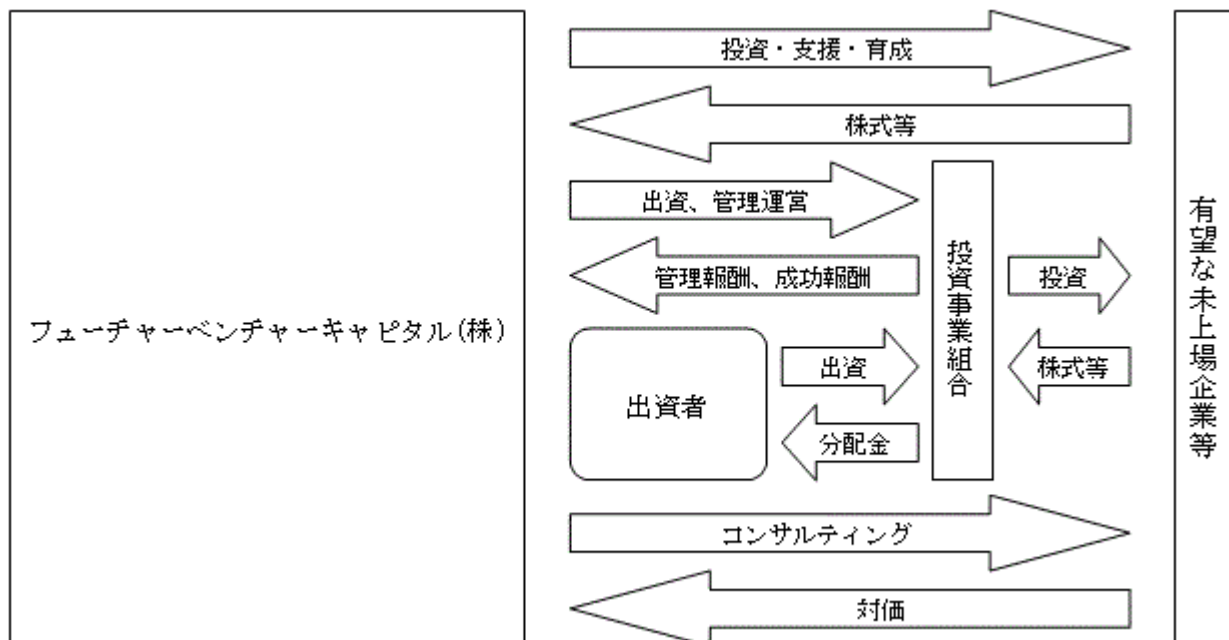 投資・支援・育成
株式等
出資、管理運営
管理報酬、成功報酬
フューチャーベンチャーキャピタル(株)
出資者
出資
分配金
投資事業組合
投資
株式等
有望な未上場企業等
コンサルティング
対価